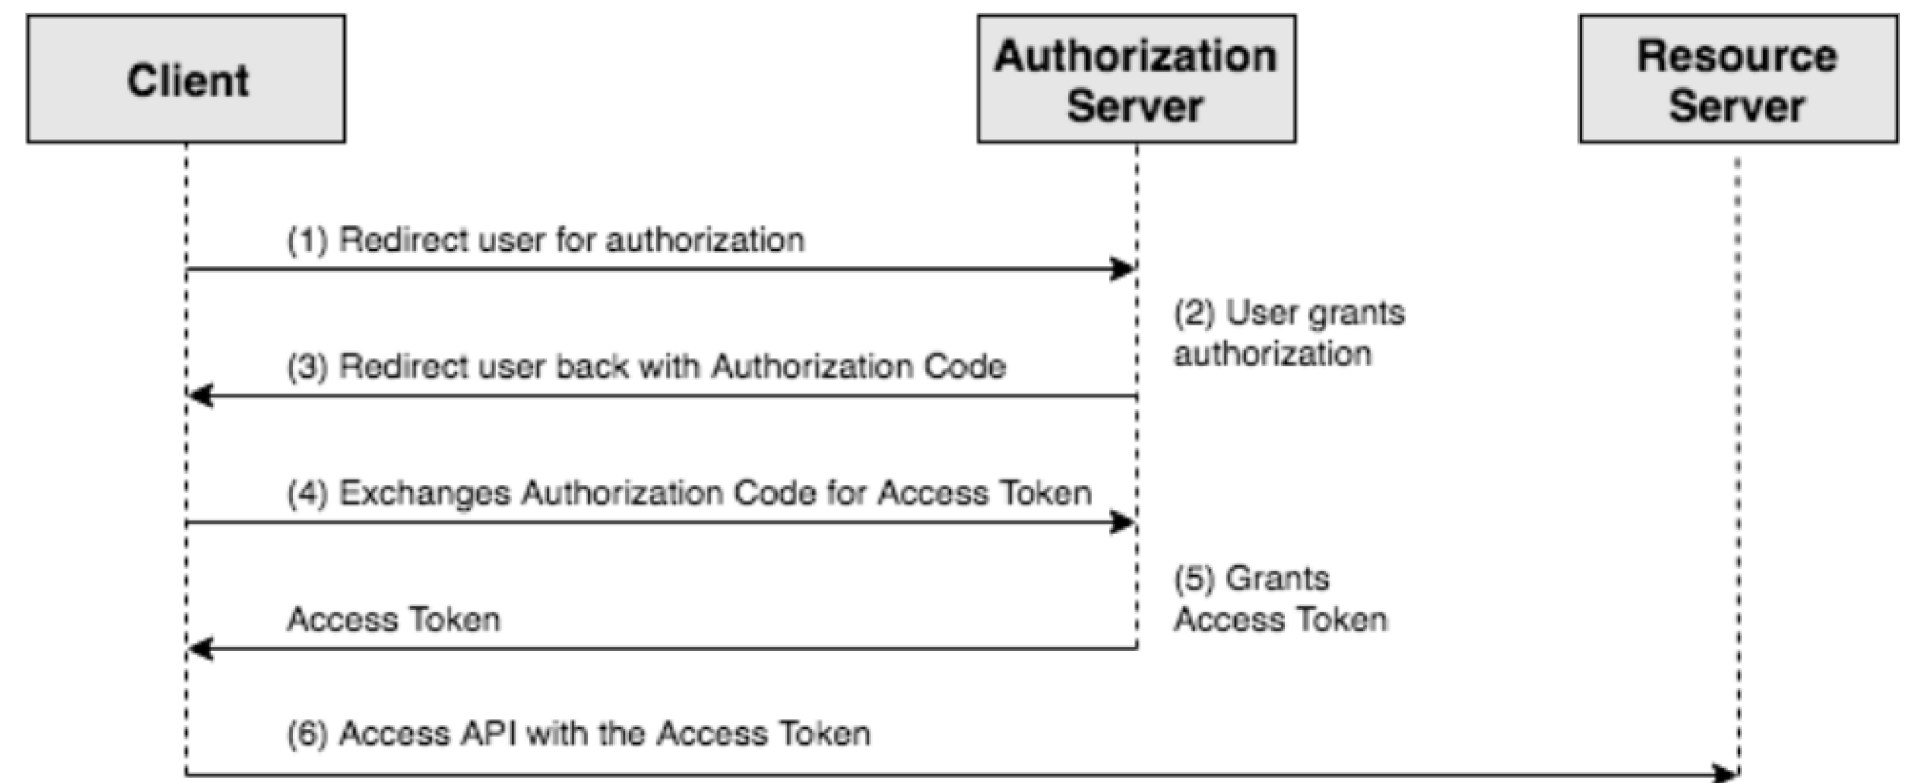 Client
Authorization
Server
Resource
Server
(1) Redirect user for authorization
(2) User grants
authorization
(3) Redirect user back with Authorization Code
(4) Exchanges Authorization Code for Access Token
(5) Grants
Access Token
Access Token
(6) Access API with the Access Token